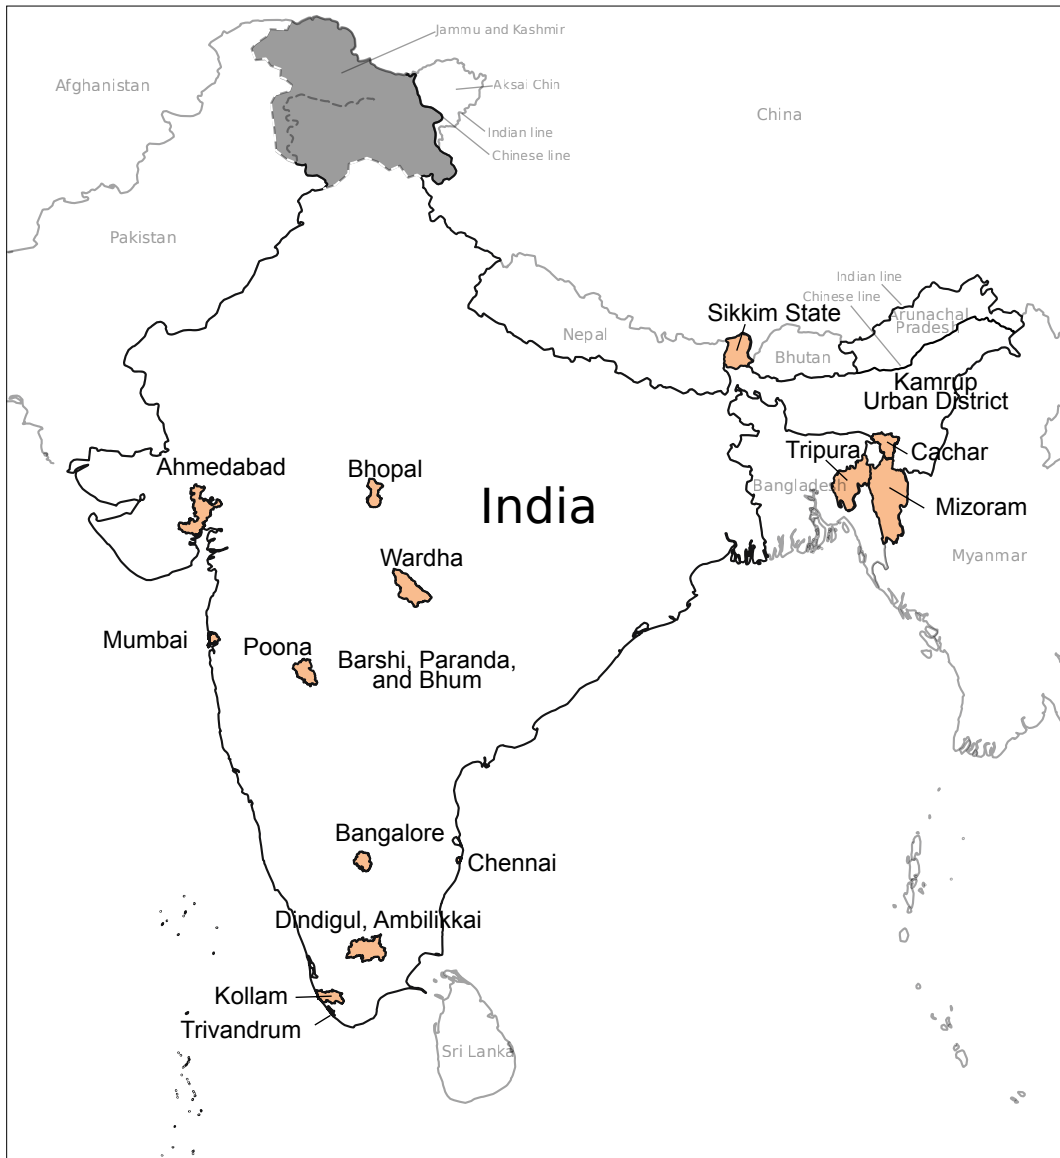 Jammu and Kashmir
Afghanistan
Aksai Chin
China
Indian line
Chinese line
Pakistan
Indian line
Chinese line
Sikkim State
Arunachal
Pradesh
Nepal
Bhutan
Kamrup
Urban District
Tripura
Cachar
Ahmedabad
Bhopal
Bangladesh
India
Mizoram
Wardha
Myanmar
Mumbai
Poona
Barshi, Paranda,
and Bhum
Bangalore
Chennai
Dindigul, Ambilikkai
Kollam
Trivandrum
Sri Lanka